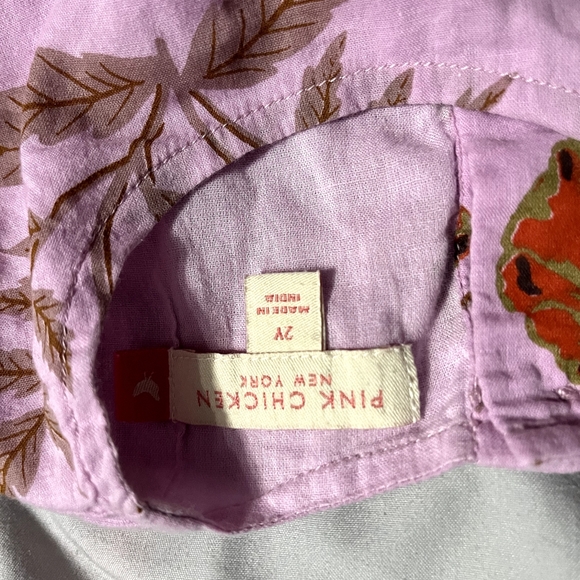 PINK CHICKEN
NEW YORK
2Y
MADE IN
INDIA